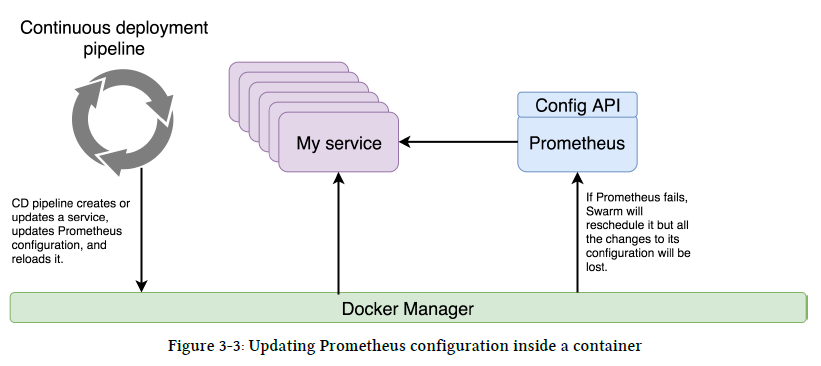 Continuous deployment
pipeline
My service
Config API
Prometheus
CD pipeline creates or
updates a service,
updates Prometheus
configuration, and
reloads it.
If Prometheus fails,
Swarm will
reschedule it but all
the changes to its
configuration will be
lost.
Docker Manager
Figure 3-3: Updating Prometheus configuration inside a container